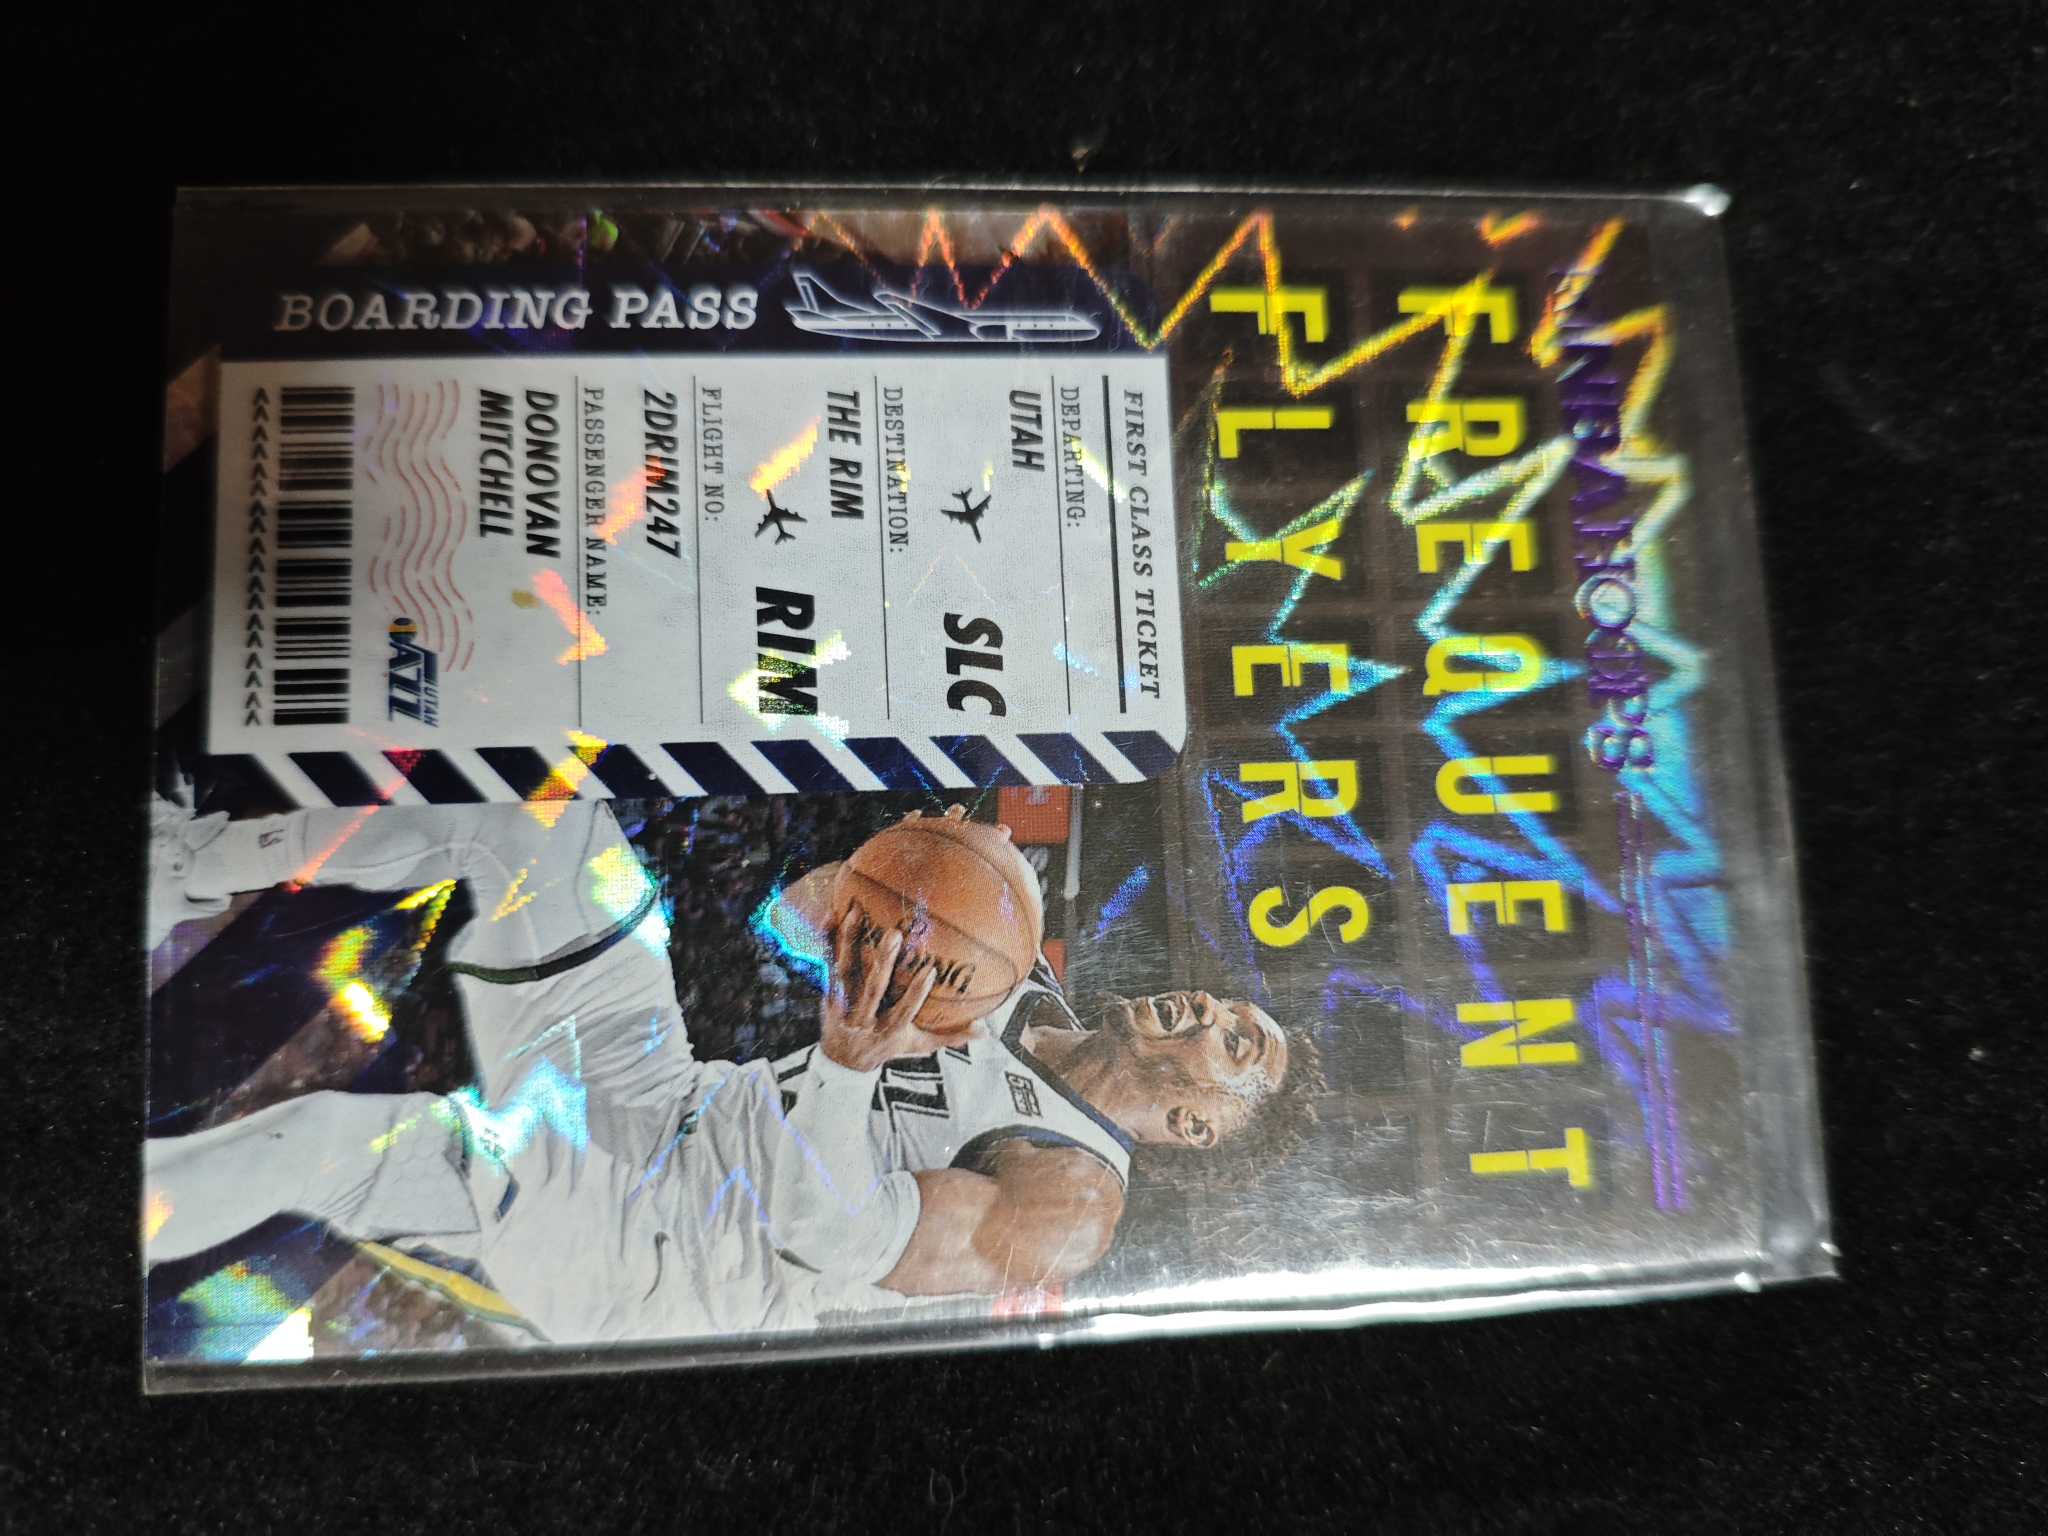 NBA HOOPS
FREQUENT
FLYERS
FIRST CLASS TICKET
DEPARTING:
UTAH
SLC
DESTINATION:
THE RIM
RIM
FLIGHT NO:
2DRIM247
PASSENGER NAME:
DONOVAN
MITCHELL
UTAH
JAZZ
BOARDING PASS